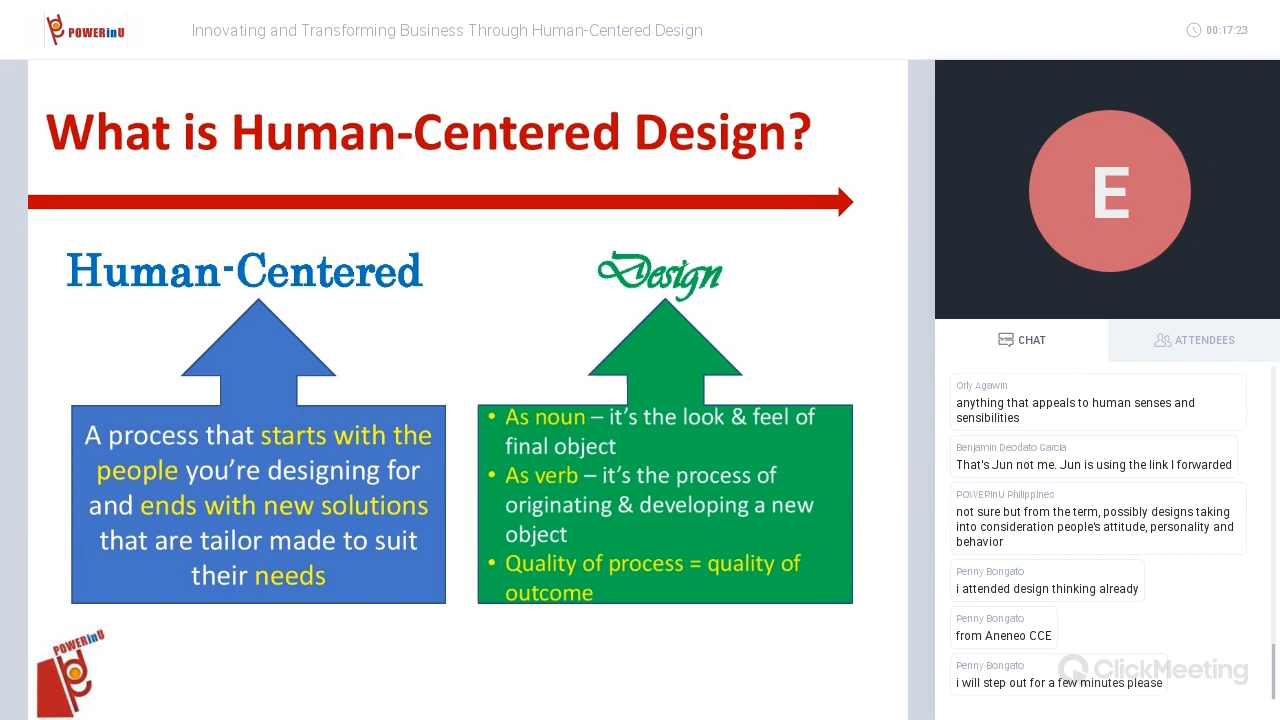 POWERinU
Innovating and Transforming Business Through Human-Centered Design
00:17:23
What is Human-Centered Design?
Human-Centered
Design
A process that starts with the
people you’re designing for
and ends with new solutions
that are tailor made to suit
their needs
• As noun – it’s the look & feel of
final object
• As verb – it’s the process of
originating & developing a new
object
• Quality of process = quality of
outcome
POWERinU
E
CHAT
ATTENDEES
Orly Agawin
anything that appeals to human senses and
sensibilities
Benjamin Deodato Garcia
That's Jun not me. Jun is using the link I forwarded
POWERinU Philippines
not sure but from the term, possibly designs taking
into consideration people's attitude, personality and
behavior
Penny Bongato
i attended design thinking already
Penny Bongato
from Aneneo CCE
Penny Bongato
i will step out for a few minutes please
ClickMeeting